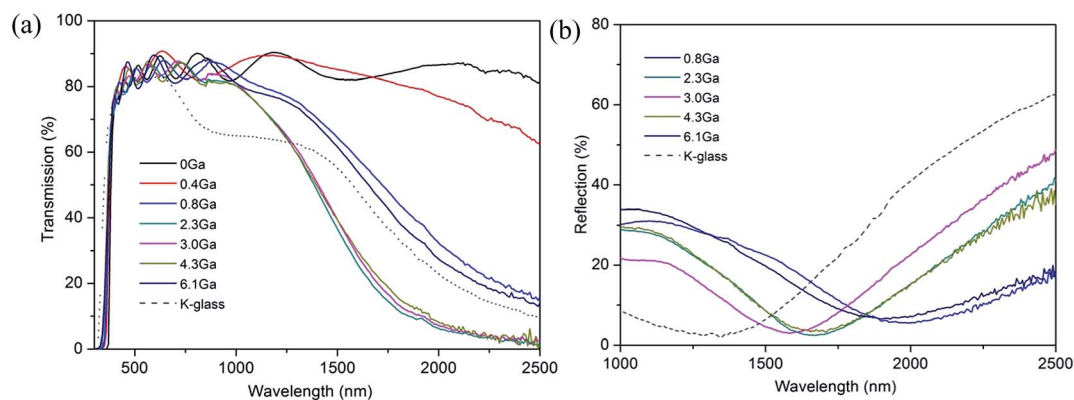 (a)
100
80
60
40
20
0
Transmission (%)
0Ga
0.4Ga
0.8Ga
2.3Ga
3.0Ga
4.3Ga
6.1Ga
K-glass
500
1000
1500
2000
2500
Wavelength (nm)
(b)
80
60
40
20
0
Reflection (%)
0.8Ga
2.3Ga
3.0Ga
4.3Ga
6.1Ga
K-glass
1000
1500
2000
2500
Wavelength (nm)